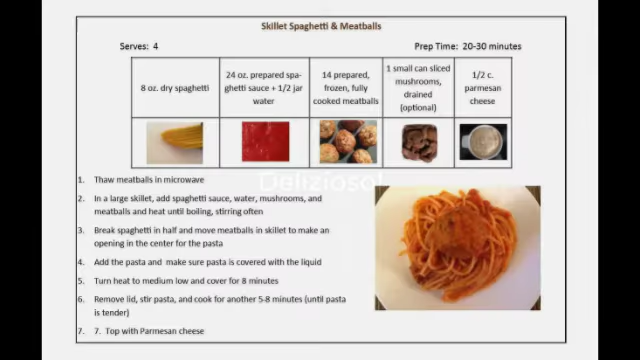 Skillet Spaghetti & Meatballs
Serves: 4
Prep Time: 20-30 minutes
8 oz. dry spaghetti
24 oz. prepared spa-
ghetti sauce + 1/2 jar
water
14 prepared,
frozen, fully
cooked meatballs
1 small can sliced
mushrooms,
drained
(optional)
1/2 c.
parmesan
cheese
1. Thaw meatballs in microwave
Delizioso!
2. In a large skillet, add spaghetti sauce, water, mushrooms, and
meatballs and heat until boiling, stirring often
3. Break spaghetti in half and move meatballs in skillet to make an
opening in the center for the pasta
4. Add the pasta and make sure pasta is covered with the liquid
5. Turn heat to medium low and cover for 8 minutes
6. Remove lid, stir pasta, and cook for another 5-8 minutes (until pasta
is tender)
7. 7. Top with Parmesan cheese